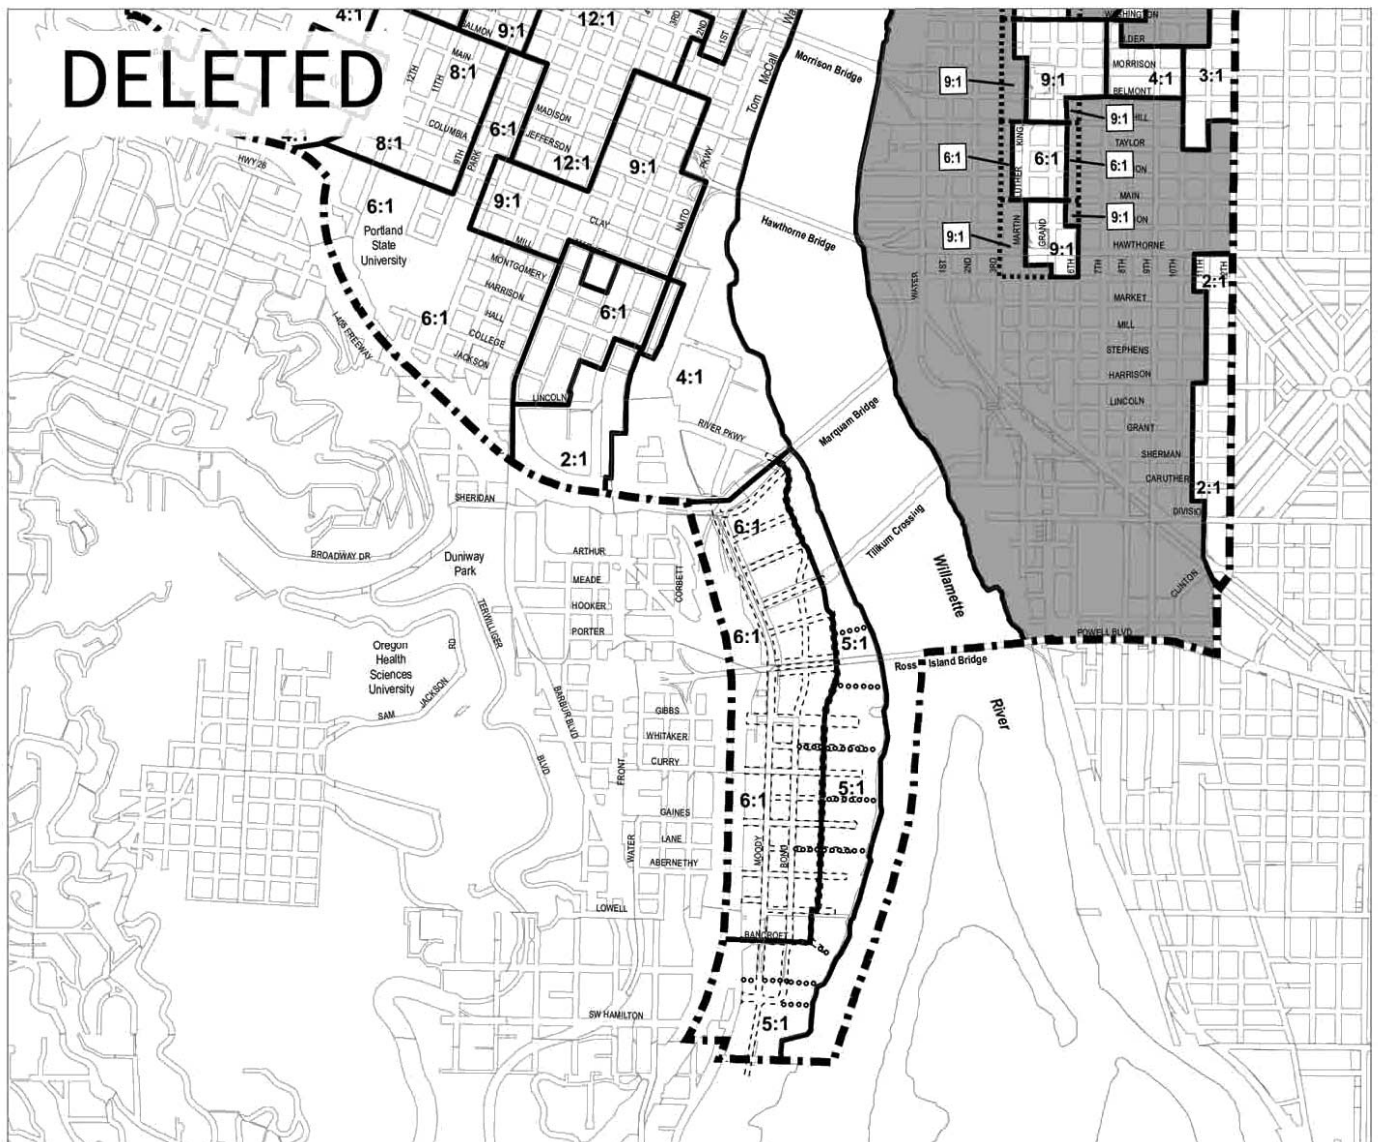 DELETED
4:1
SALMON
9:1
12:1
3RD
2ND
1ST
MAIN
8:1
12TH
11TH
MADISON
JEFFERSON
COLUMBIA
6:1
9TH
PARK
8:1
12:1
9:1
HWY 26
9:1
CLAY
NAITO
PKWY
Tom McCall
Morrison Bridge
Hawthorne Bridge
6:1
Portland
State
University
MILL
MONTGOMERY
HARRISON
HALL
COLLEGE
JACKSON
6:1
6:1
I-405 FREEWAY
LINCOLN
4:1
RIVER PKWY
2:1
Marquam Bridge
SHERIDAN
BROADWAY DR
Duniway
Park
ARTHUR
MEADE
HOOKER
PORTER
CORBETT
6:1
6:1
5:1
Tilikum Crossing
Willamette
River
Ross Island Bridge
TERWILLIGER
BLVD
Oregon
Health
Sciences
University
SAM
JACKSON
RD
BARBUR BLVD
GIBBS
WHITAKER
CURRY
FRONT
GAINES
LANE
ABERNETHY
WATER
LOWELL
6:1
5:1
MOODY
BOND
BANCROFT
SW HAMILTON
5:1
WASHINGTON
LDER
MORRISON
BELMONT
9:1
9:1
4:1
3:1
9:1
HILL
TAYLOR
6:1
6:1
6:1
ION
MAIN
9:1
9:1
ION
9:1
HAWTHORNE
MARTIN
LUTHER
KING
GRAND
WATER
1ST
2ND
3RD
6TH
7TH
8TH
9TH
10TH
11TH
12TH
2:1
MARKET
MILL
STEPHENS
HARRISON
LINCOLN
GRANT
SHERMAN
CARUTHER
2:1
DIVISIO
CLINTON
POWELL BLVD